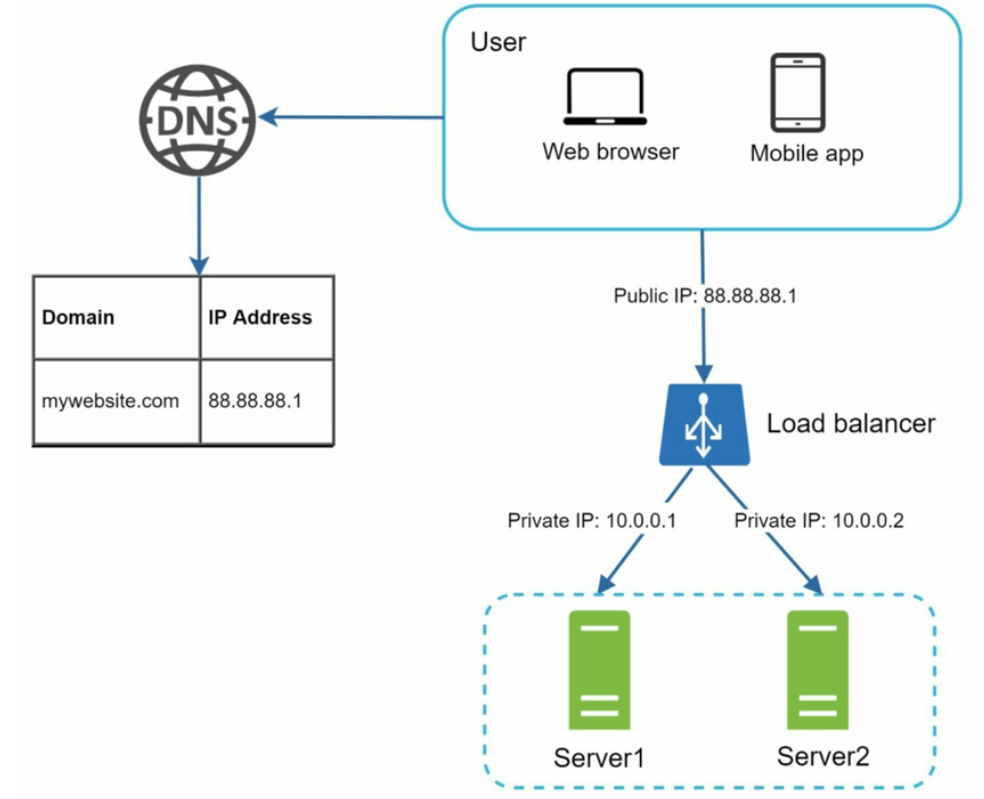 User
DNS
Web browser
Mobile app
Public IP: 88.88.88.1
Domain
IP Address
mywebsite.com
88.88.88.1
Load balancer
Private IP: 10.0.0.1
Private IP: 10.0.0.2
Server1
Server2